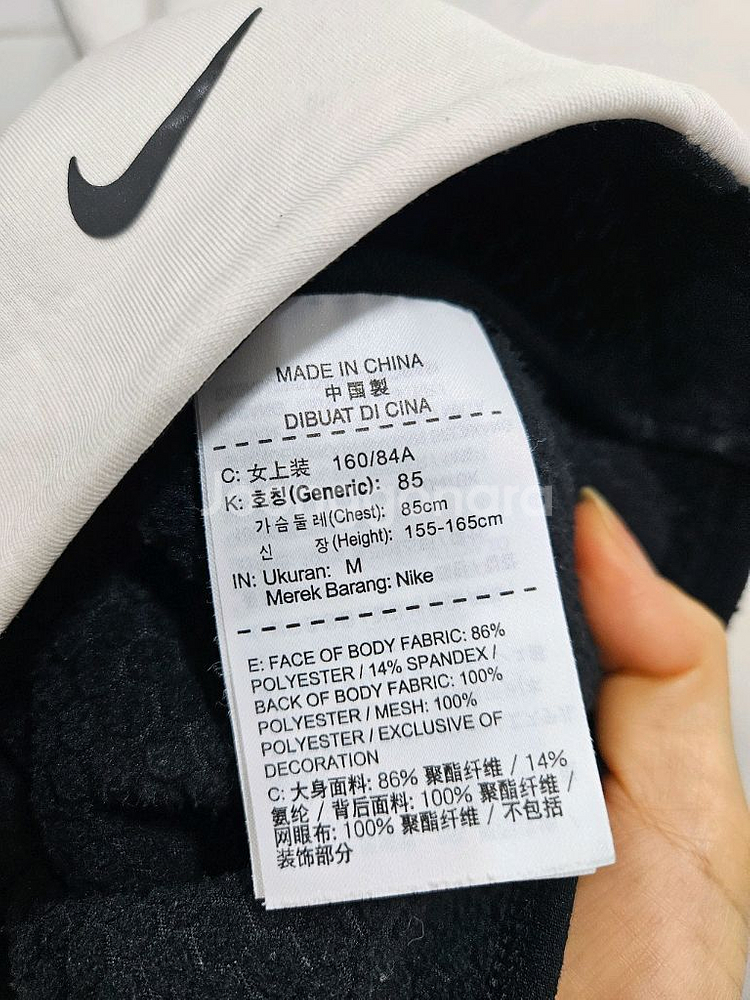 MADE IN CHINA
中国製
DIBUAT DI CINA
C: 女上装 160/84A
K: 호칭(Generic): 85
가슴둘레(Chest): 85cm
신 장(Height): 155-165cm
IN: Ukuran: M
Merek Barang: Nike
E: FACE OF BODY FABRIC: 86%
POLYESTER / 14% SPANDEX /
BACK OF BODY FABRIC: 100%
POLYESTER / MESH: 100%
POLYESTER / EXCLUSIVE OF
DECORATION
C: 大身面料: 86% 聚酯纤维 / 14%
氨纶 / 背后面料: 100% 聚酯纤维 /
网眼布: 100% 聚酯纤维 / 不包括
装饰部分